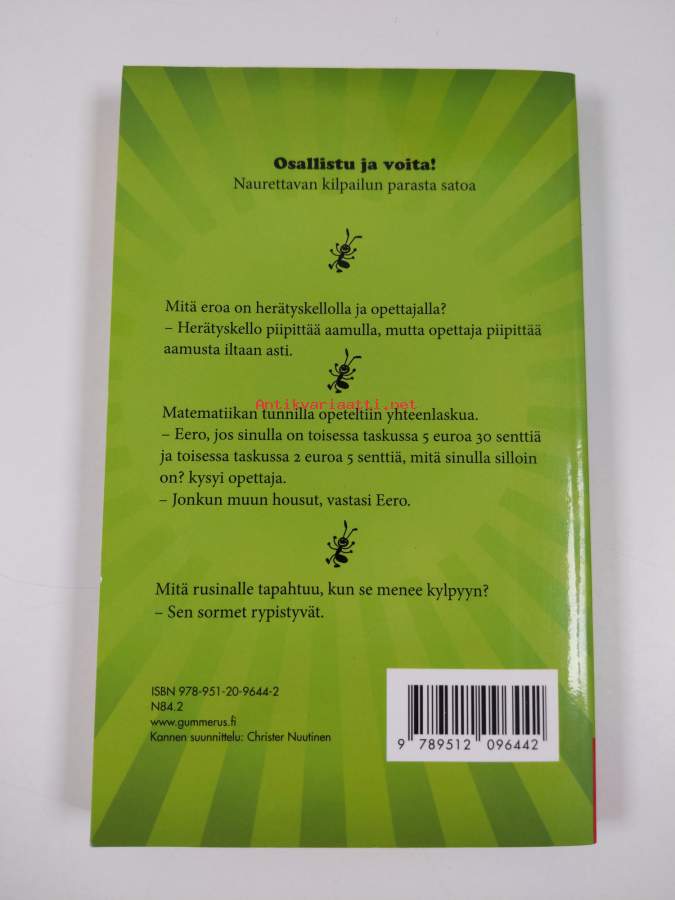 Osallistu ja voita!
Naurettavan kilpailun parasta satoa
Mitä eroa on herätyskellolla ja opettajalla?
– Herätyskello piipittää aamulla, mutta opettaja piipittää
aamusta iltaan asti.
Antikvariaatti.net
Matematiikan tunnilla opeteltiin yhteenlaskua.
– Eero, jos sinulla on toisessa taskussa 5 euroa 30 senttiä
ja toisessa taskussa 2 euroa 5 senttiä, mitä sinulla silloin
on? kysyi opettaja.
– Jonkun muun housut, vastasi Eero.
Mitä rusinalle tapahtuu, kun se menee kylpyyn?
– Sen sormet rypistyvät.
ISBN 978-951-20-9644-2
N84.2
www.gummerus.fi
Kannen suunnittelu: Christer Nuutinen
9 789512 096442